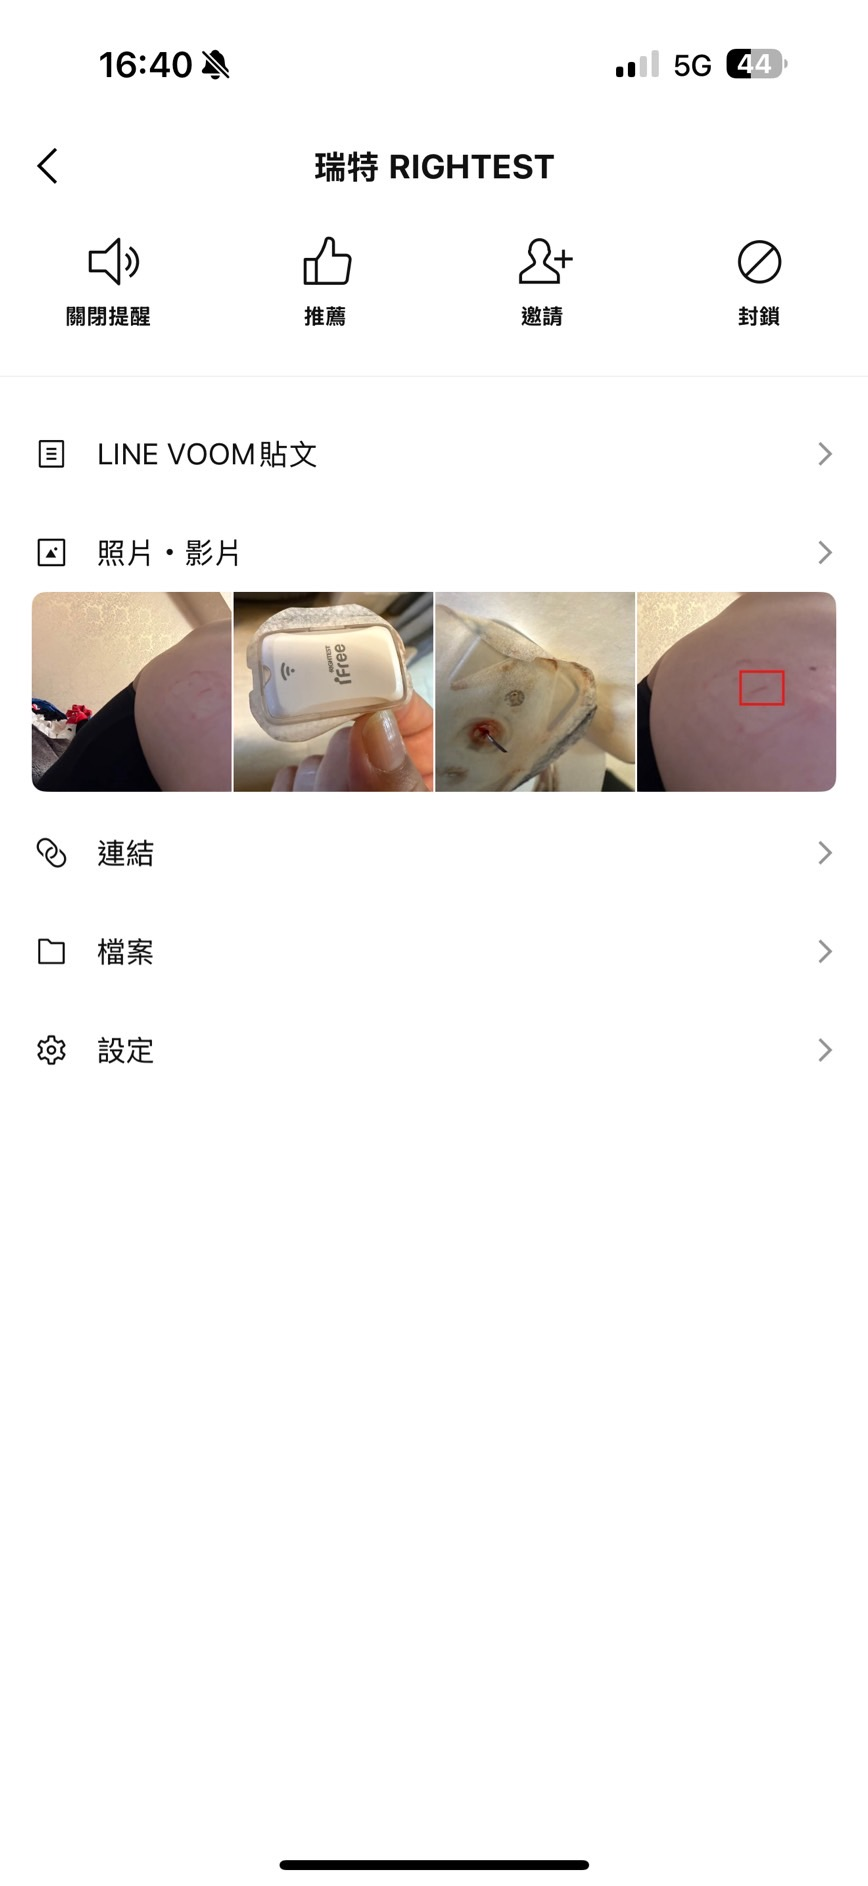 16:40
5G
44
瑞特 RIGHTEST
關閉提醒
推薦
邀請
封鎖
LINE VOOM貼文
照片・影片
RIGHTEST
iFree
連結
檔案
設定